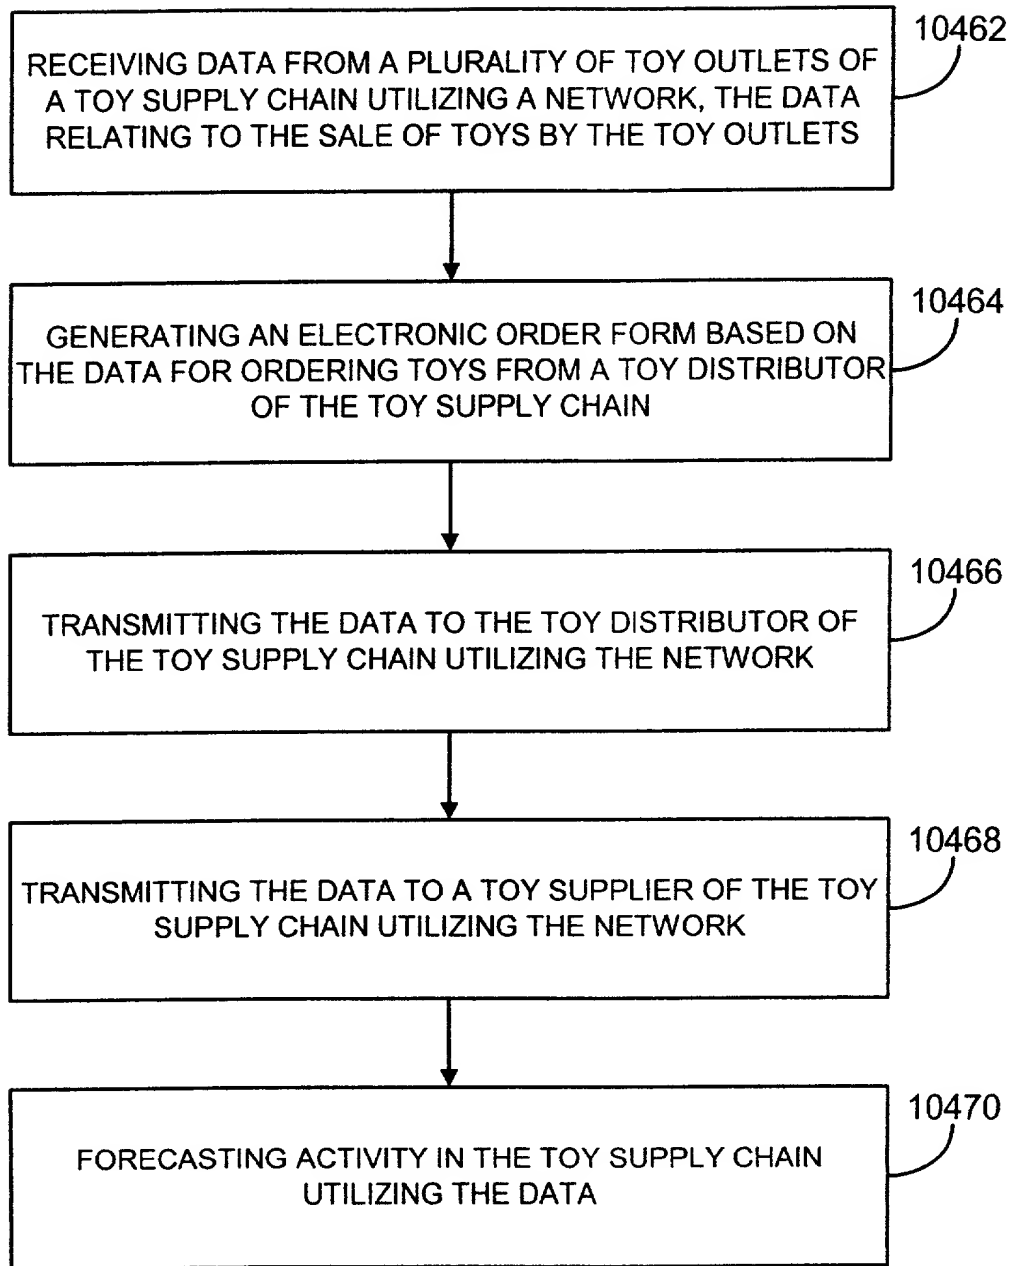 10462
RECEIVING DATA FROM A PLURALITY OF TOY OUTLETS OF
A TOY SUPPLY CHAIN UTILIZING A NETWORK, THE DATA
RELATING TO THE SALE OF TOYS BY THE TOY OUTLETS
10464
GENERATING AN ELECTRONIC ORDER FORM BASED ON
THE DATA FOR ORDERING TOYS FROM A TOY DISTRIBUTOR
OF THE TOY SUPPLY CHAIN
10466
TRANSMITTING THE DATA TO THE TOY DISTRIBUTOR OF
THE TOY SUPPLY CHAIN UTILIZING THE NETWORK
10468
TRANSMITTING THE DATA TO A TOY SUPPLIER OF THE TOY
SUPPLY CHAIN UTILIZING THE NETWORK
10470
FORECASTING ACTIVITY IN THE TOY SUPPLY CHAIN
UTILIZING THE DATA